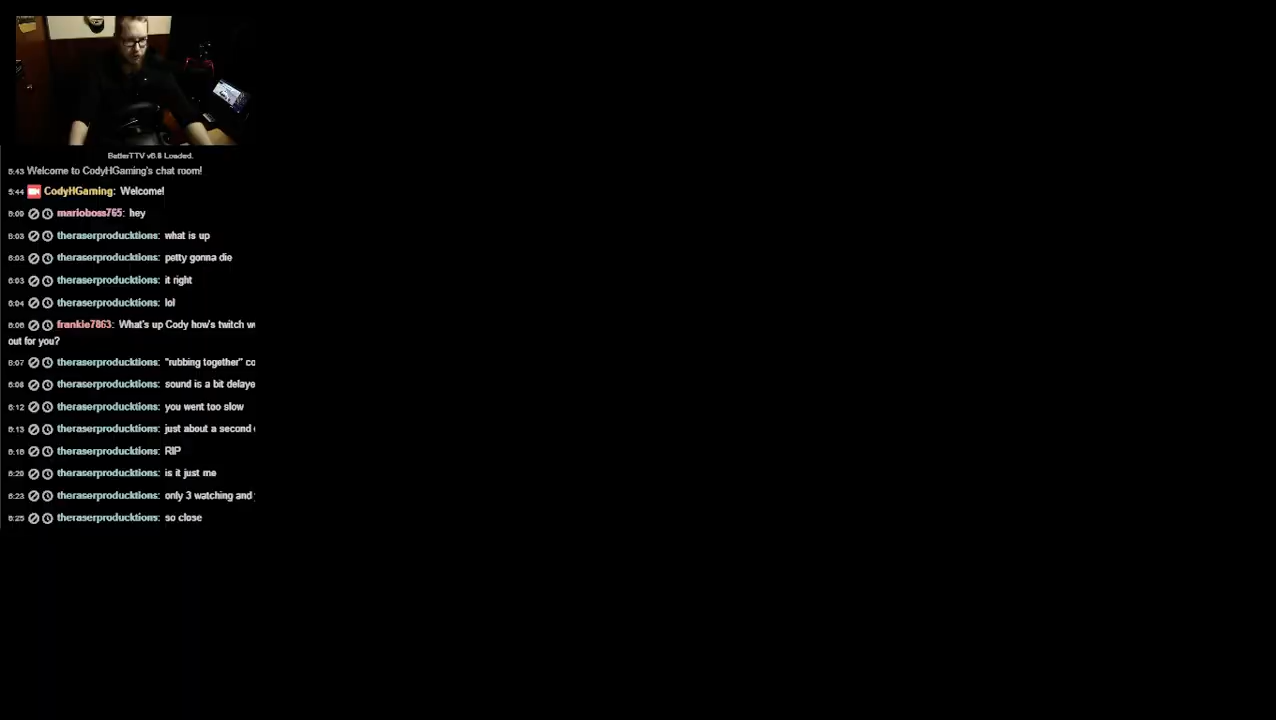 BetterTTV v6.8 Loaded.
5:43 Welcome to CodyHGaming's chat room!
5:44 CodyHGaming: Welcome!
marioboss765: hey
6:03 theraserproducktions: what is up
6:03 theraserproducktions: petty gonna die
6:03 theraserproducktions: it right
6:04 theraserproducktions: lol
6:06 frankie7863: What's up Cody how's twitch
out for you?
6:07 theraserproducktions: "rubbing together"
6:08 theraserproducktions: sound is a bit delaye
6:12 theraserproducktions: you went too slow
6:13 theraserproducktions: just about a second
6:18 theraserproducktions: RIP
6:20 theraserproducktions: is it just me
6:23 theraserproducktions: only 3 watching and
6:25 theraserproducktions: so close